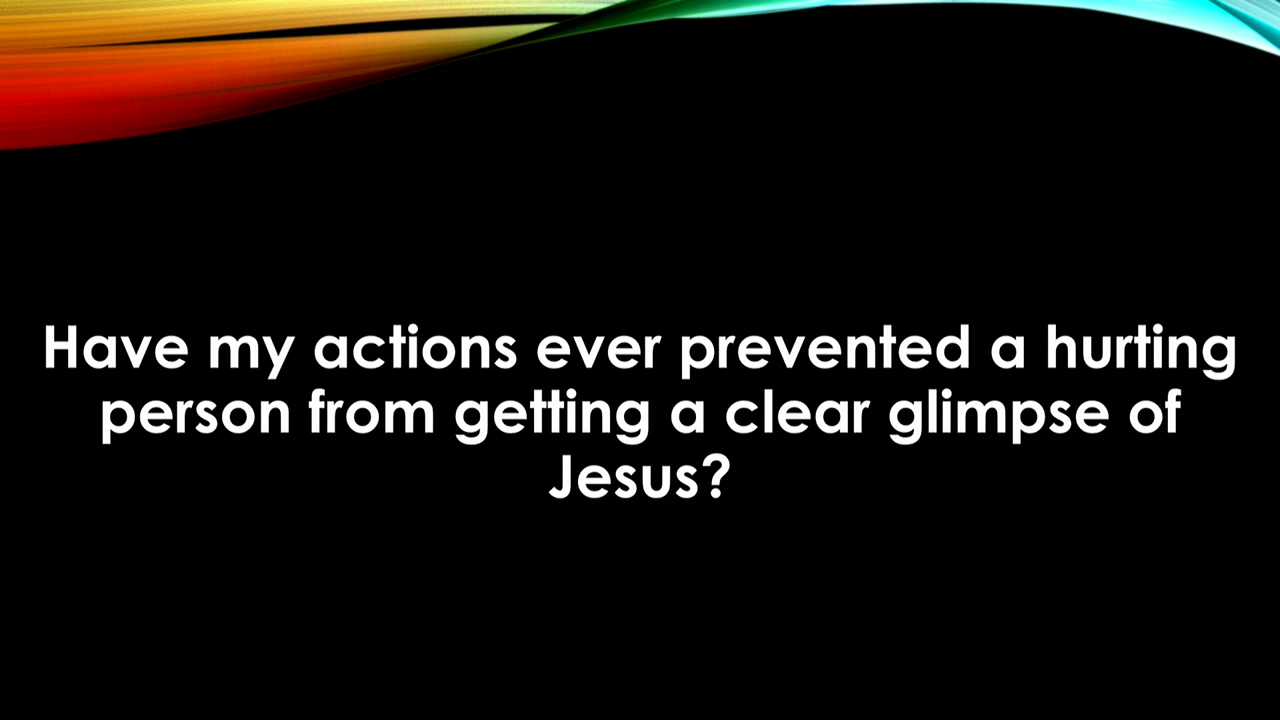 Have my actions ever prevented a hurting
person from getting a clear glimpse of
Jesus?